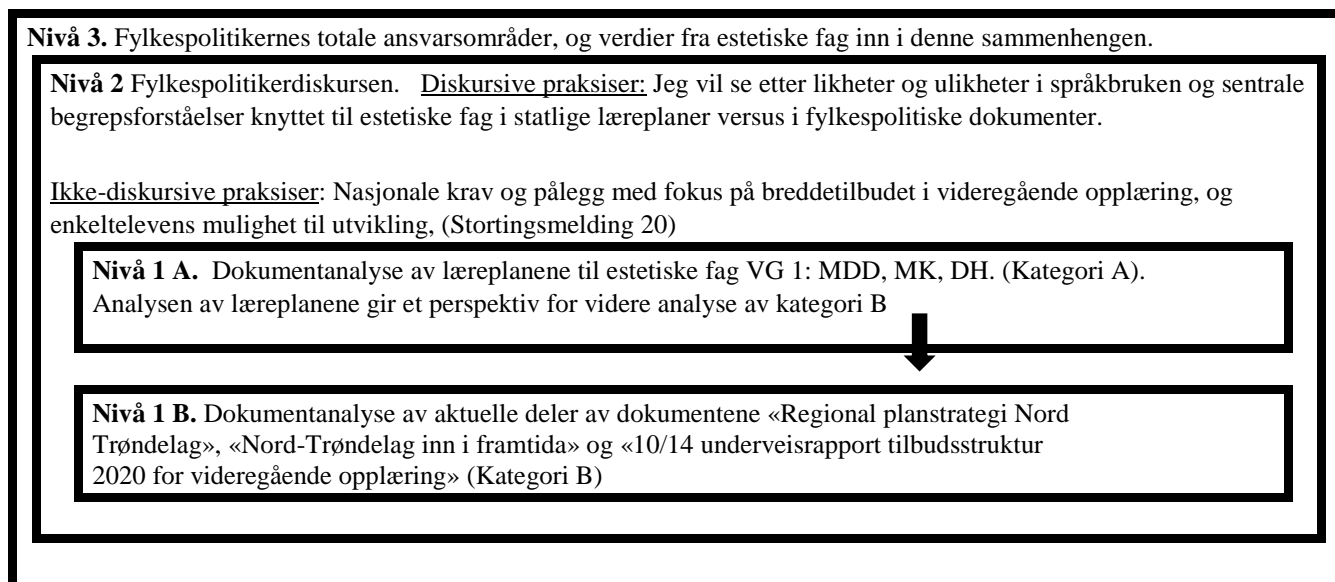 Nivå 3. Fylkespolitikernes totale ansvarsområder, og verdier fra estetiske fag inn i denne sammenhengen.
Nivå 2 Fylkespolitikerdiskursen. Diskursive praksiser: Jeg vil se etter likheter og ulikheter i språkbruken og sentrale
begrepsforståelser knyttet til estetiske fag i statlige læreplaner versus i fylkespolitiske dokumenter.
Ikke-diskursive praksiser: Nasjonale krav og pålegg med fokus på breddetilbudet i videregående opplæring, og
enkeltelevens mulighet til utvikling, (Stortingsmelding 20)
Nivå 1 A. Dokumentanalyse av læreplanene til estetiske fag VG 1: MDD, MK, DH. (Kategori A).
Analysen av læreplanene gir et perspektiv for videre analyse av kategori B
Nivå 1 B. Dokumentanalyse av aktuelle deler av dokumentene «Regional planstrategi Nord
Trøndelag», «Nord-Trøndelag inn i framtida» og «10/14 underveisrapport tilbudsstruktur
2020 for videregående opplæring» (Kategori B)